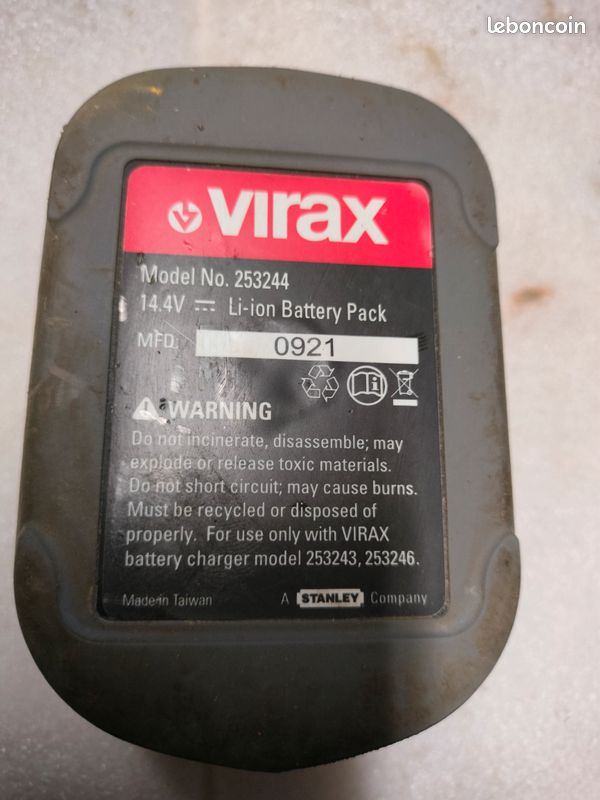 leboncoin
virax
Model No. 253244
14.4V Li-ion Battery Pack
MFD. 0921
WARNING
Do not incinerate, disassemble; may
explode or release toxic materials.
Do not short circuit; may cause burns.
Must be recycled or disposed of
properly. For use only with VIRAX
battery charger model 253243, 253246.
Made in Taiwan A STANLEY Company